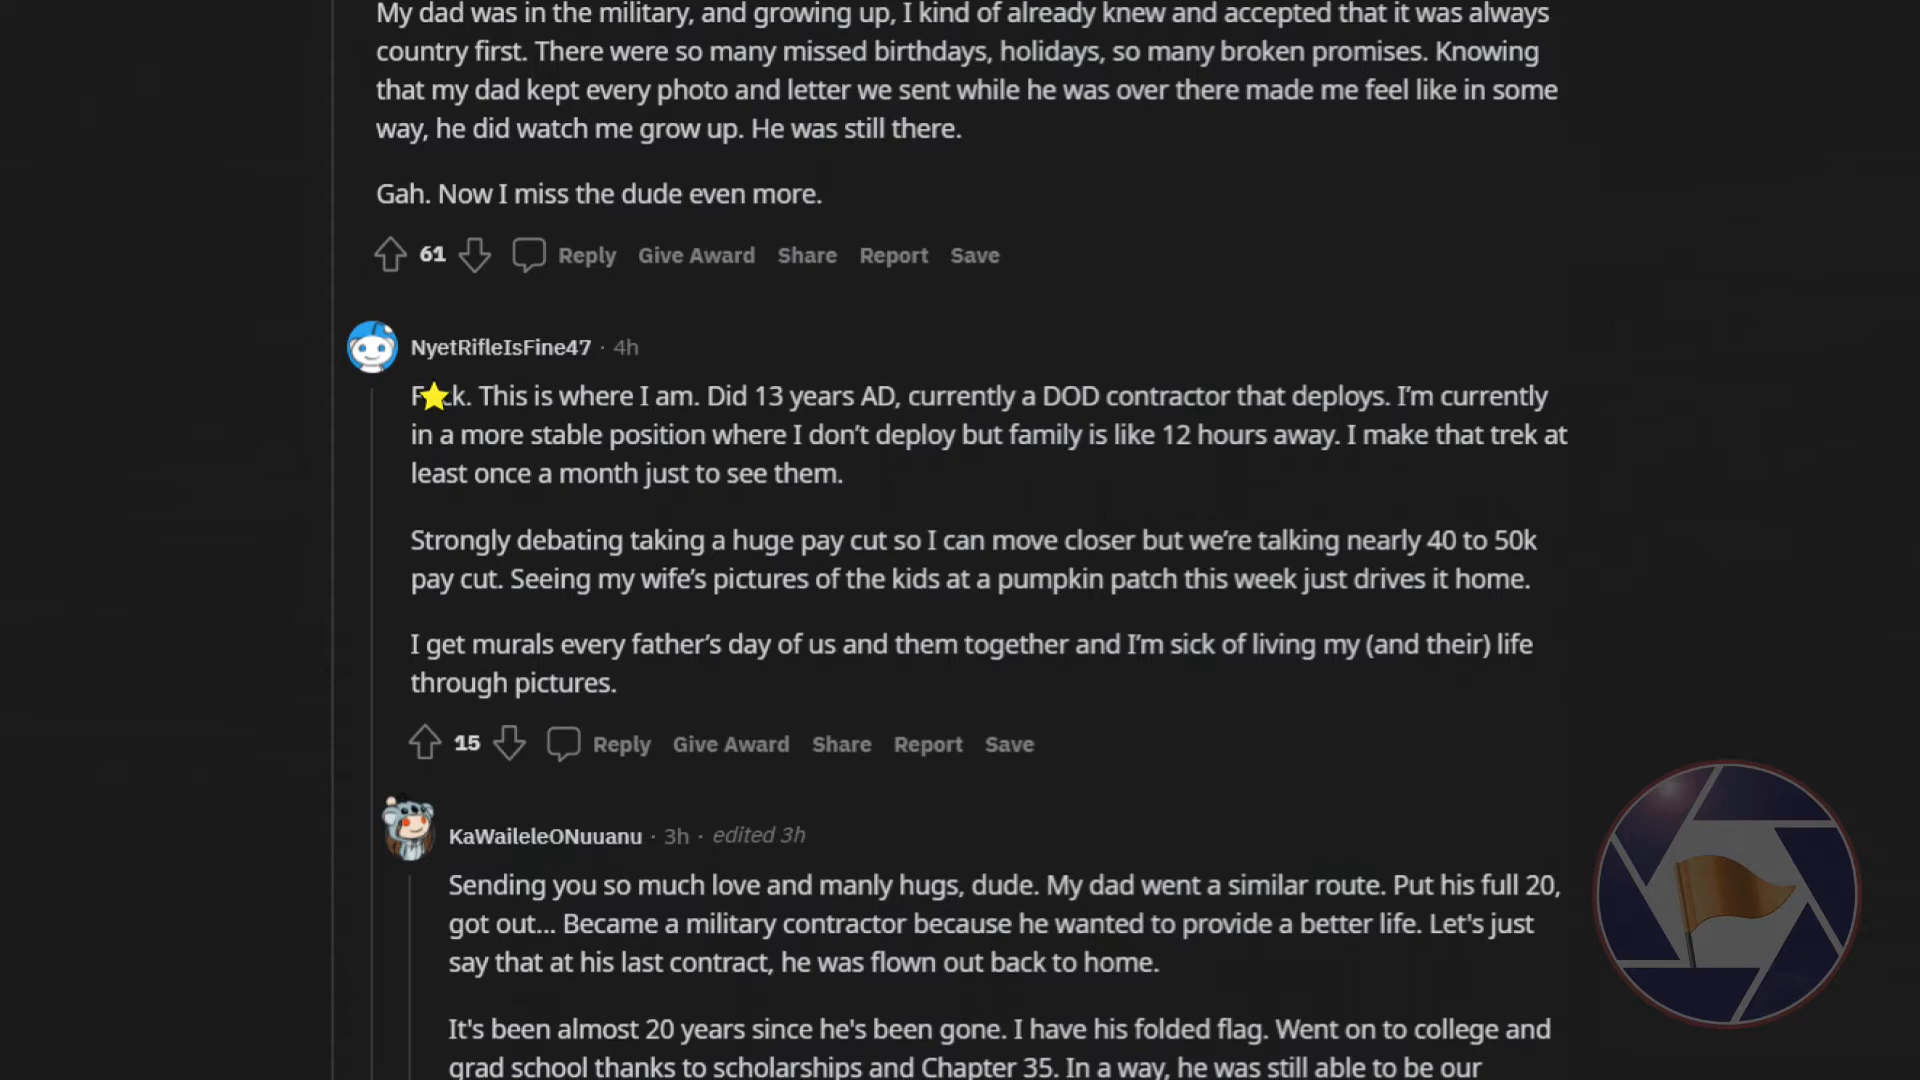 My dad was in the military, and growing up, I kind of already knew and accepted that it was always
country first. There were so many missed birthdays, holidays, so many broken promises. Knowing
that my dad kept every photo and letter we sent while he was over there made me feel like in some
way, he did watch me grow up. He was still there.
Gah. Now I miss the dude even more.
61 Reply Give Award Share Report Save
NyetRifleIsFine47 · 4h
F⭐ck. This is where I am. Did 13 years AD, currently a DOD contractor that deploys. I’m currently
in a more stable position where I don’t deploy but family is like 12 hours away. I make that trek at
least once a month just to see them.
Strongly debating taking a huge pay cut so I can move closer but we’re talking nearly 40 to 50k
pay cut. Seeing my wife’s pictures of the kids at a pumpkin patch this week just drives it home.
I get murals every father’s day of us and them together and I’m sick of living my (and their) life
through pictures.
15 Reply Give Award Share Report Save
KaWaileleONuuanu · 3h · edited 3h
Sending you so much love and manly hugs, dude. My dad went a similar route. Put his full 20,
got out... Became a military contractor because he wanted to provide a better life. Let's just
say that at his last contract, he was flown out back to home.
It's been almost 20 years since he's been gone. I have his folded flag. Went on to college and
grad school thanks to scholarships and Chapter 35. In a way, he was still able to be our